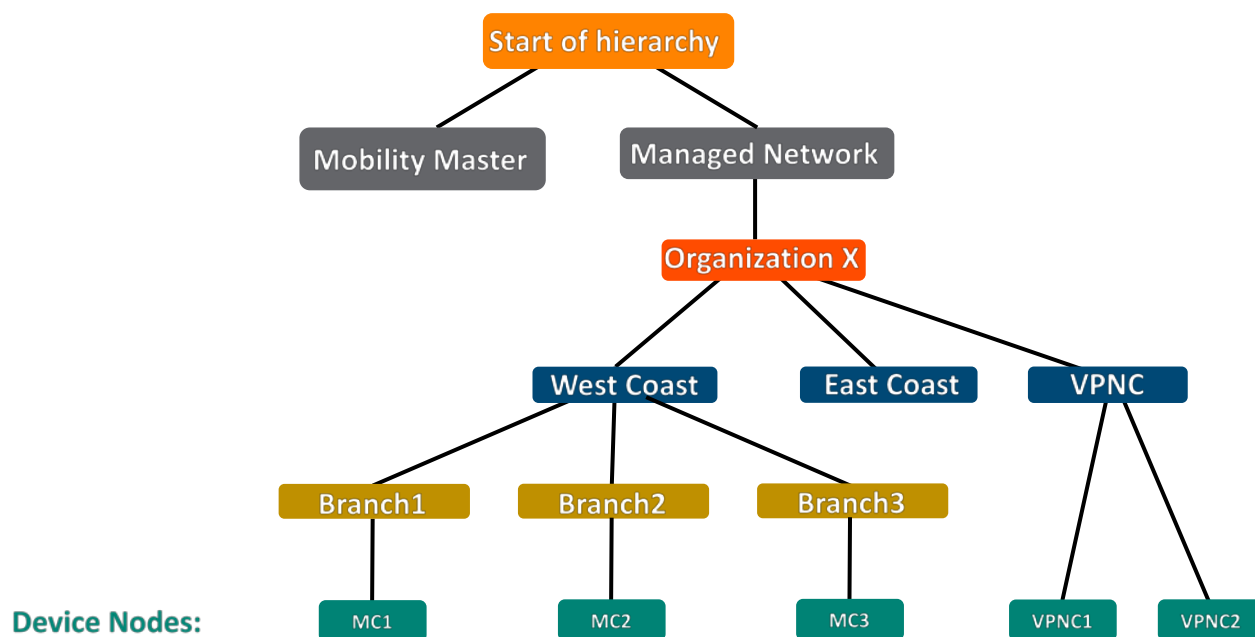 Start of hierarchy
Mobility Master
Managed Network
Organization X
West Coast
East Coast
VPNC
Branch1
Branch2
Branch3
Device Nodes:
MC1
MC2
MC3
VPNC1
VPNC2